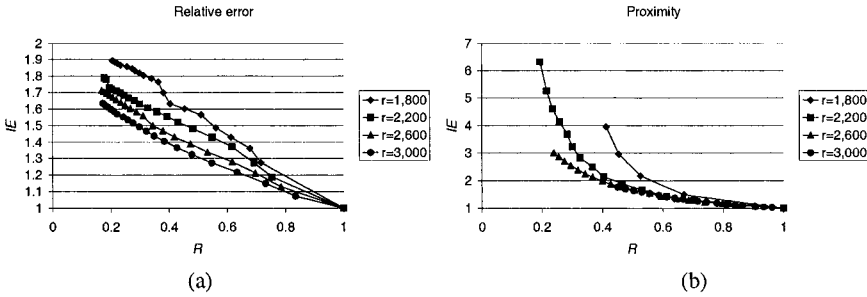 Relative error
2
1.9
1.8
1.7
1.6
1.5
1.4
1.3
1.2
1.1
1
IE
0 0.2 0.4 0.6 0.8 1
R
r=1,800
r=2,200
r=2,600
r=3,000
(a)
Proximity
7
6
5
4
3
2
1
IE
0 0.2 0.4 0.6 0.8 1
R
r=1,800
r=2,200
r=2,600
r=3,000
(b)